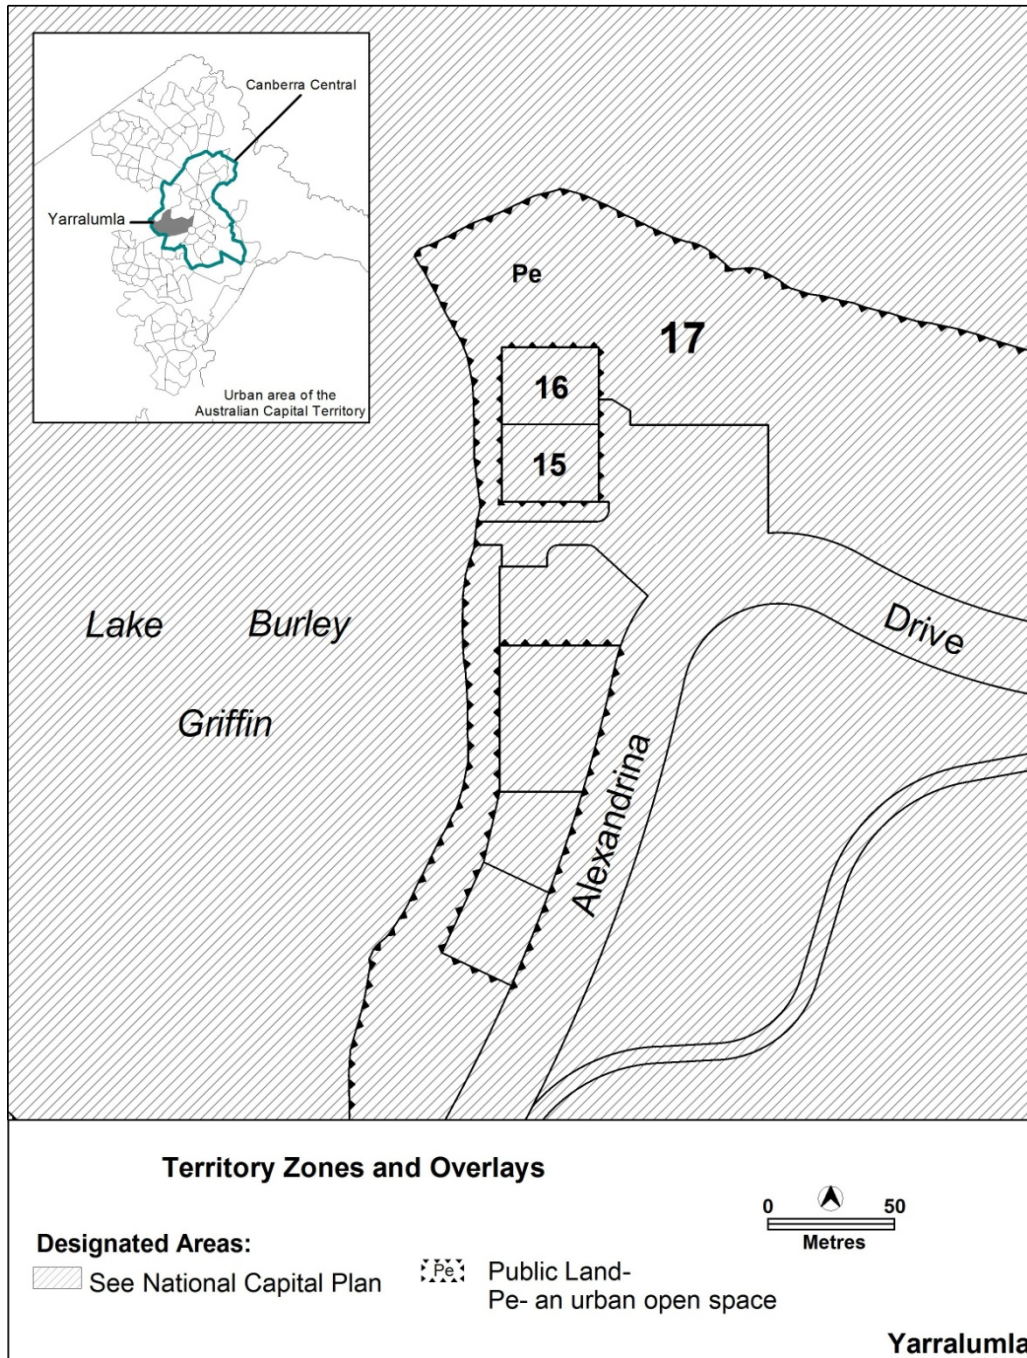 Canberra Central
Yarralumla
Urban area of the
Australian Capital Territory
Pe
17
16
15
Lake Burley
Griffin
Drive
Alexandrina
Territory Zones and Overlays
0 50
Metres
Designated Areas:
See National Capital Plan
Pe
Public Land-
Pe- an urban open space
Yarralumla